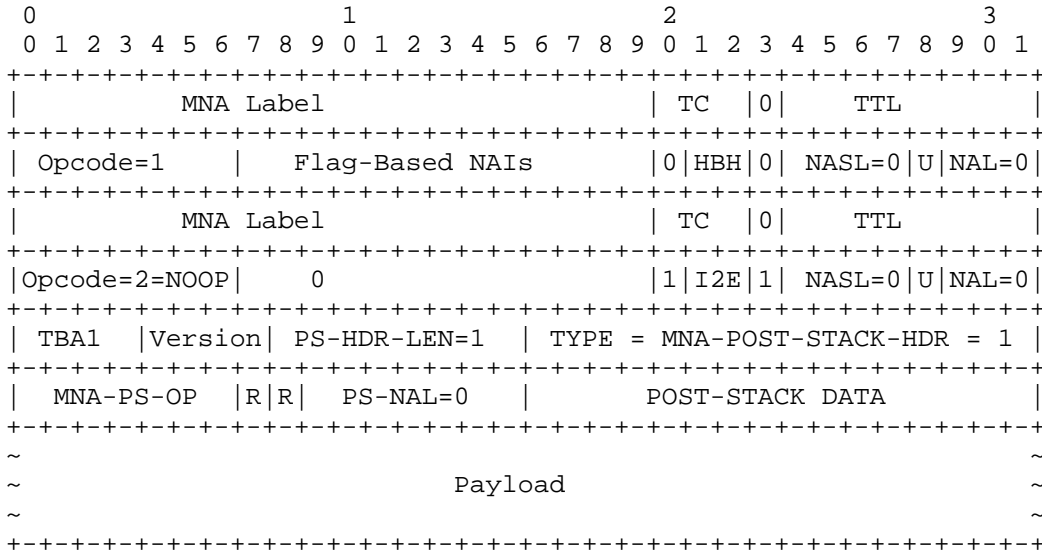 0                   1                   2                   3
 0 1 2 3 4 5 6 7 8 9 0 1 2 3 4 5 6 7 8 9 0 1 2 3 4 5 6 7 8 9 0 1
+-+-+-+-+-+-+-+-+-+-+-+-+-+-+-+-+-+-+-+-+-+-+-+-+-+-+-+-+-+-+-+-+
|          MNA Label                    | TC  |0|    TTL        |
+-+-+-+-+-+-+-+-+-+-+-+-+-+-+-+-+-+-+-+-+-+-+-+-+-+-+-+-+-+-+-+-+
| Opcode=1    |   Flag-Based NAIs       |0|HBH|0| NASL=0|U|NAL=0|
+-+-+-+-+-+-+-+-+-+-+-+-+-+-+-+-+-+-+-+-+-+-+-+-+-+-+-+-+-+-+-+-+
|          MNA Label                    | TC  |0|    TTL        |
+-+-+-+-+-+-+-+-+-+-+-+-+-+-+-+-+-+-+-+-+-+-+-+-+-+-+-+-+-+-+-+-+
|Opcode=2=NOOP|    0                    |1|I2E|1| NASL=0|U|NAL=0|
+-+-+-+-+-+-+-+-+-+-+-+-+-+-+-+-+-+-+-+-+-+-+-+-+-+-+-+-+-+-+-+-+
| TBA1  |Version| PS-HDR-LEN=1  | TYPE = MNA-POST-STACK-HDR = 1 |
+-+-+-+-+-+-+-+-+-+-+-+-+-+-+-+-+-+-+-+-+-+-+-+-+-+-+-+-+-+-+-+-+
|  MNA-PS-OP  |R|R|  PS-NAL=0   |       POST-STACK DATA         |
+-+-+-+-+-+-+-+-+-+-+-+-+-+-+-+-+-+-+-+-+-+-+-+-+-+-+-+-+-+-+-+-+
~                                                               ~
~                           Payload                             ~
~                                                               ~
+-+-+-+-+-+-+-+-+-+-+-+-+-+-+-+-+-+-+-+-+-+-+-+-+-+-+-+-+-+-+-+-+